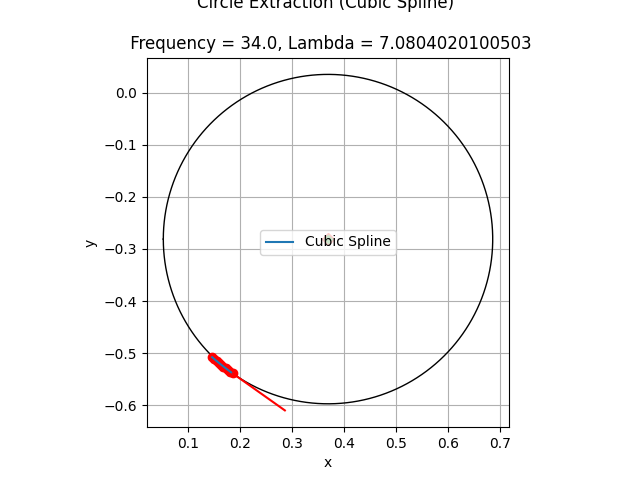 Circle Extraction (Cubic Spline)
Frequency = 34.0, Lambda = 7.0804020100503
y
0.0
−0.1
−0.2
−0.3
−0.4
−0.5
−0.6
Cubic Spline
0.1 0.2 0.3 0.4 0.5 0.6 0.7
x